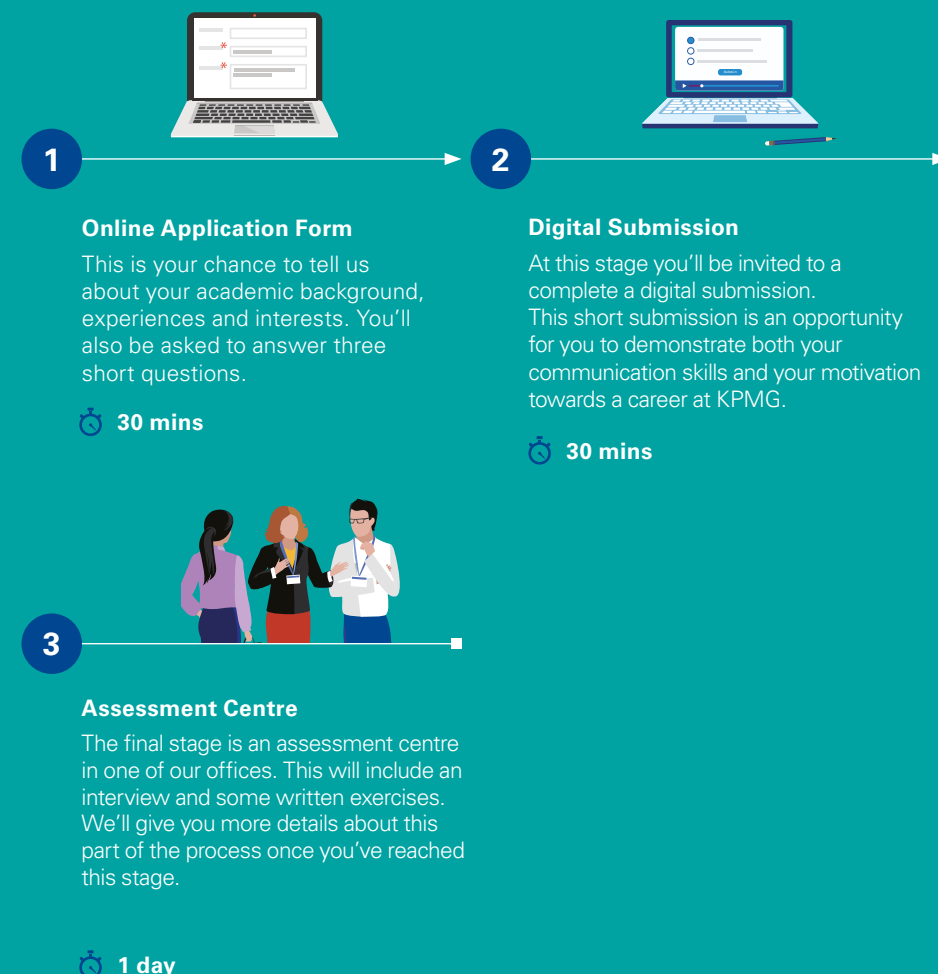 1
Online Application Form
This is your chance to tell us
about your academic background,
experiences and interests. You'll
also be asked to answer three
short questions.
30 mins
2
Digital Submission
At this stage you'll be invited to a
complete a digital submission.
This short submission is an opportunity
for you to demonstrate both your
communication skills and your motivation
towards a career at KPMG.
30 mins
3
Assessment Centre
The final stage is an assessment centre
in one of our offices. This will include an
interview and some written exercises.
We'll give you more details about this
part of the process once you've reached
this stage.
1 day